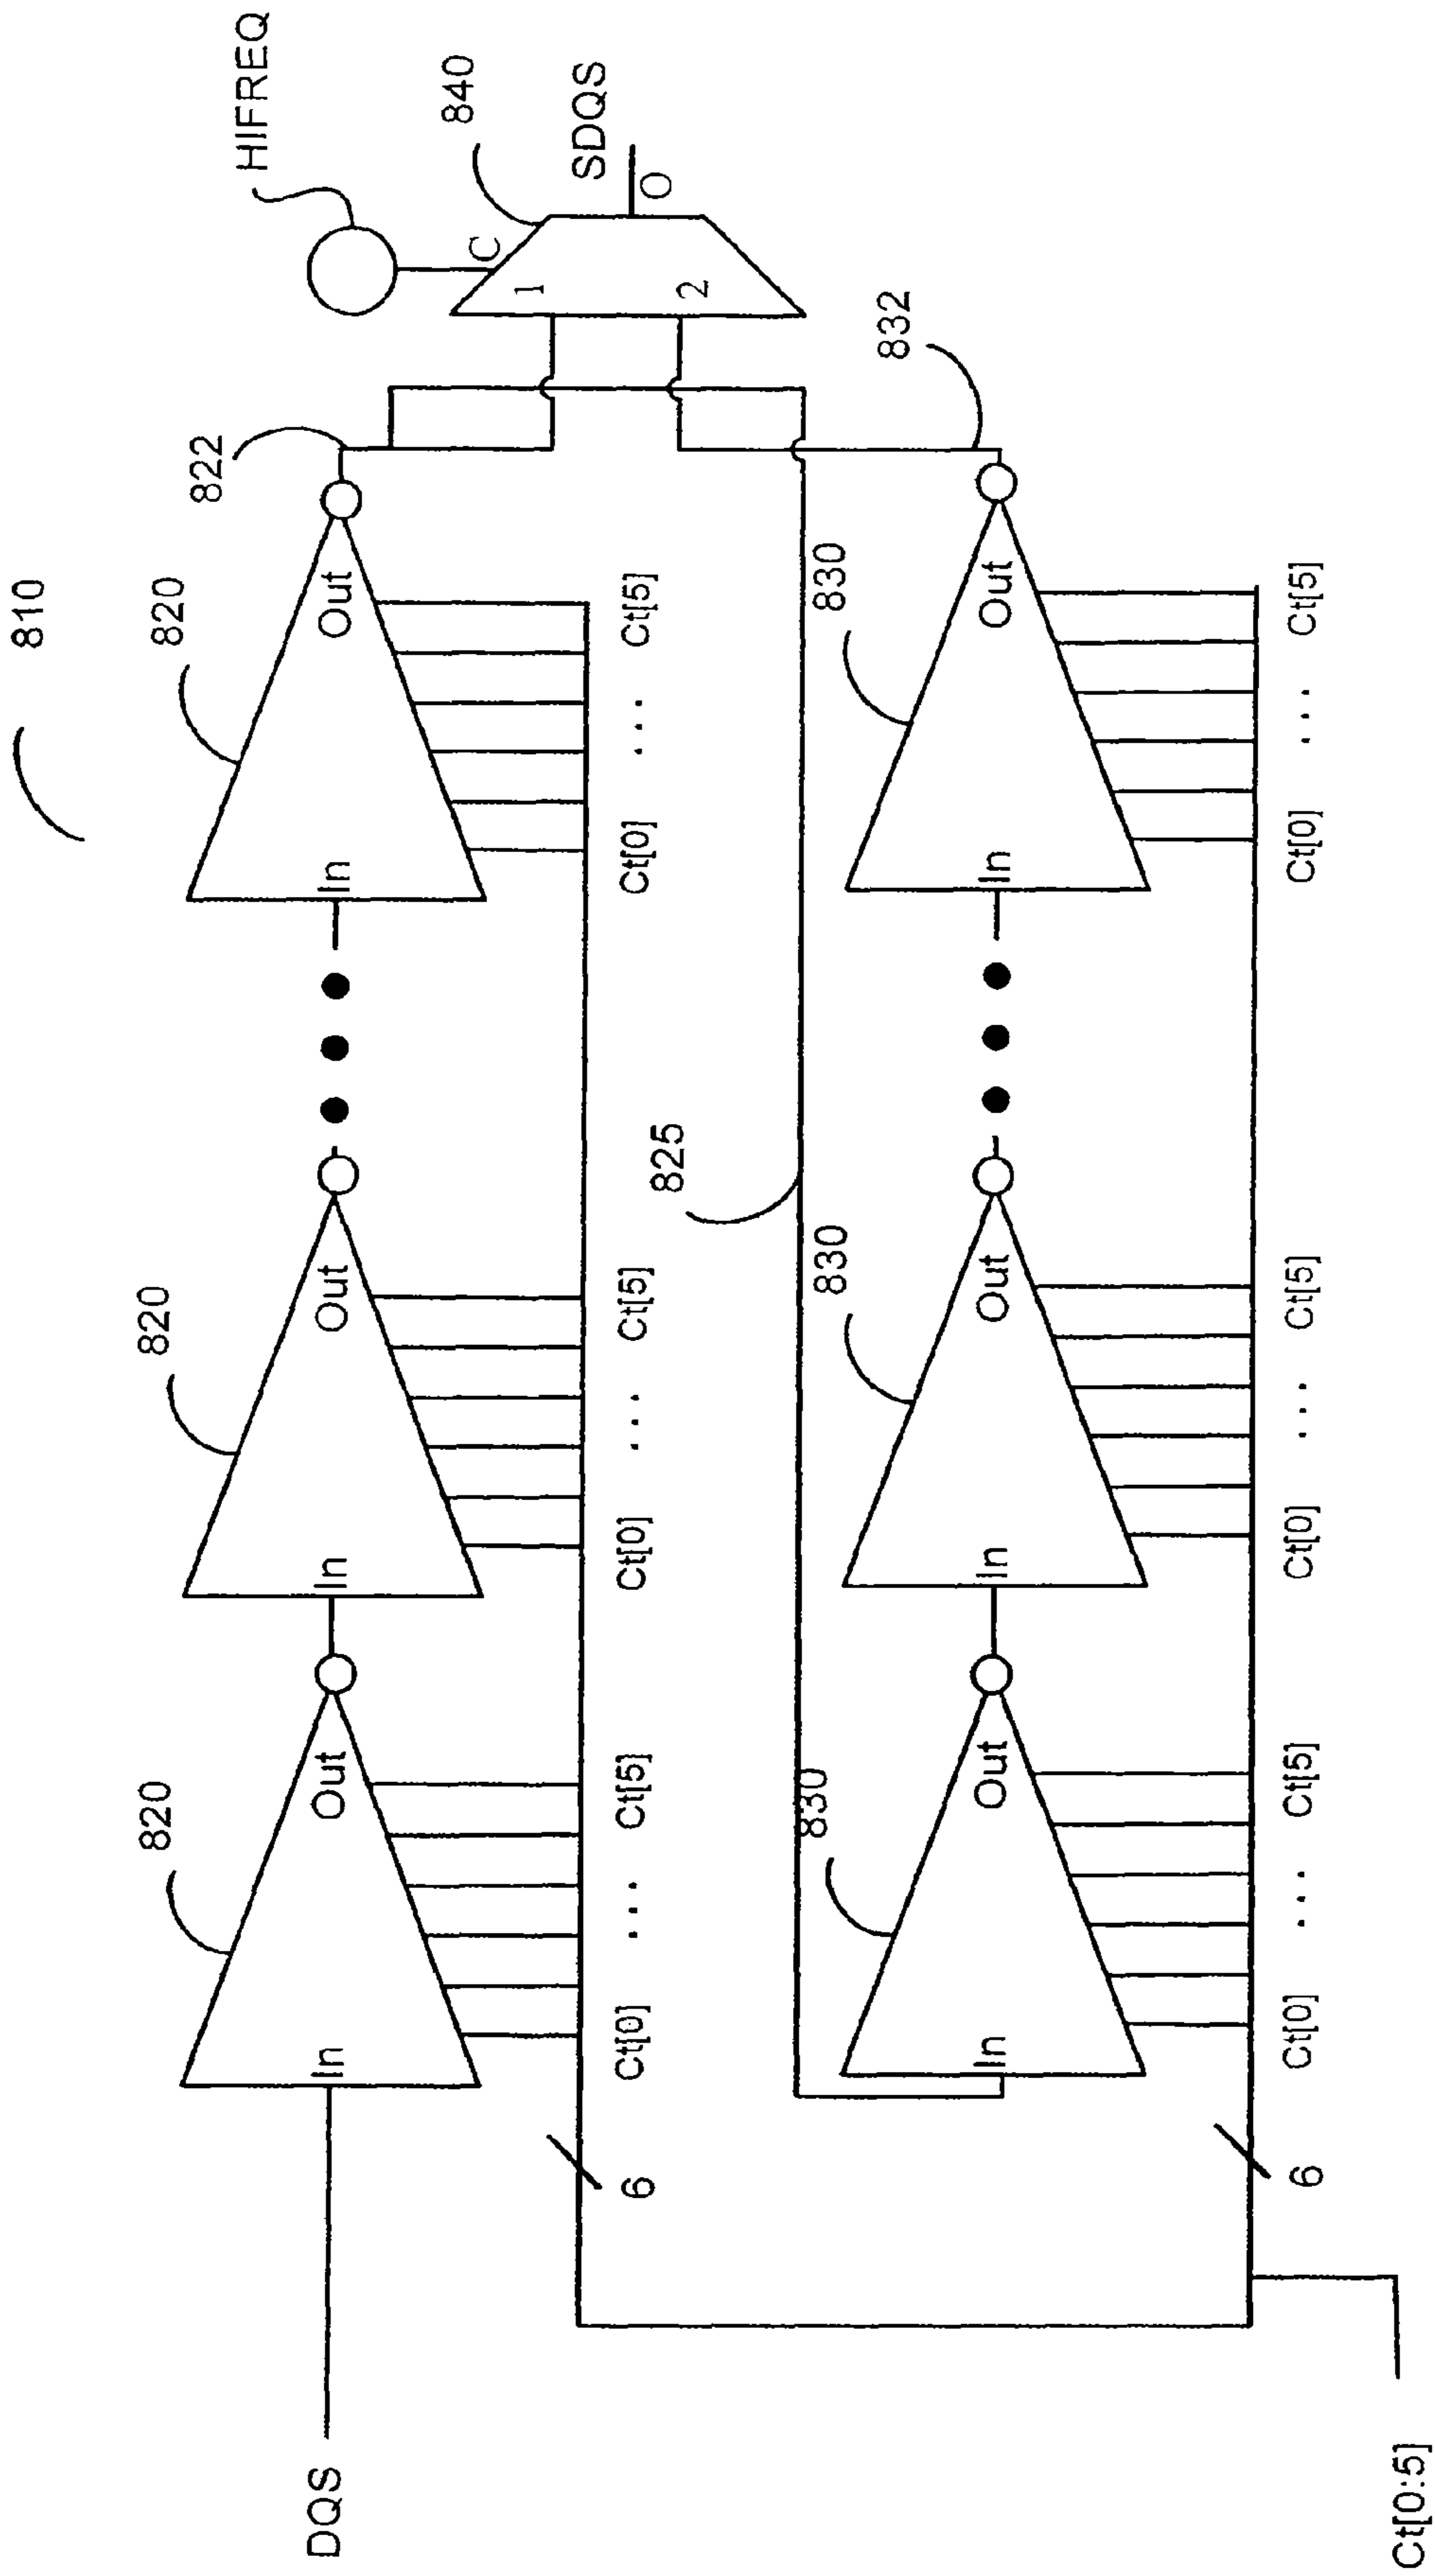 810
HIFREQ
820
820
820
822
840
DQS
In
Out
In
Out
In
Out
C
1
2
O
SDQS
6
Ct[0]
...
Ct[5]
Ct[0]
...
Ct[5]
Ct[0]
...
Ct[5]
825
830
830
830
832
In
Out
In
Out
In
Out
6
Ct[0]
...
Ct[5]
Ct[0]
...
Ct[5]
Ct[0]
...
Ct[5]
Ct[0:5]